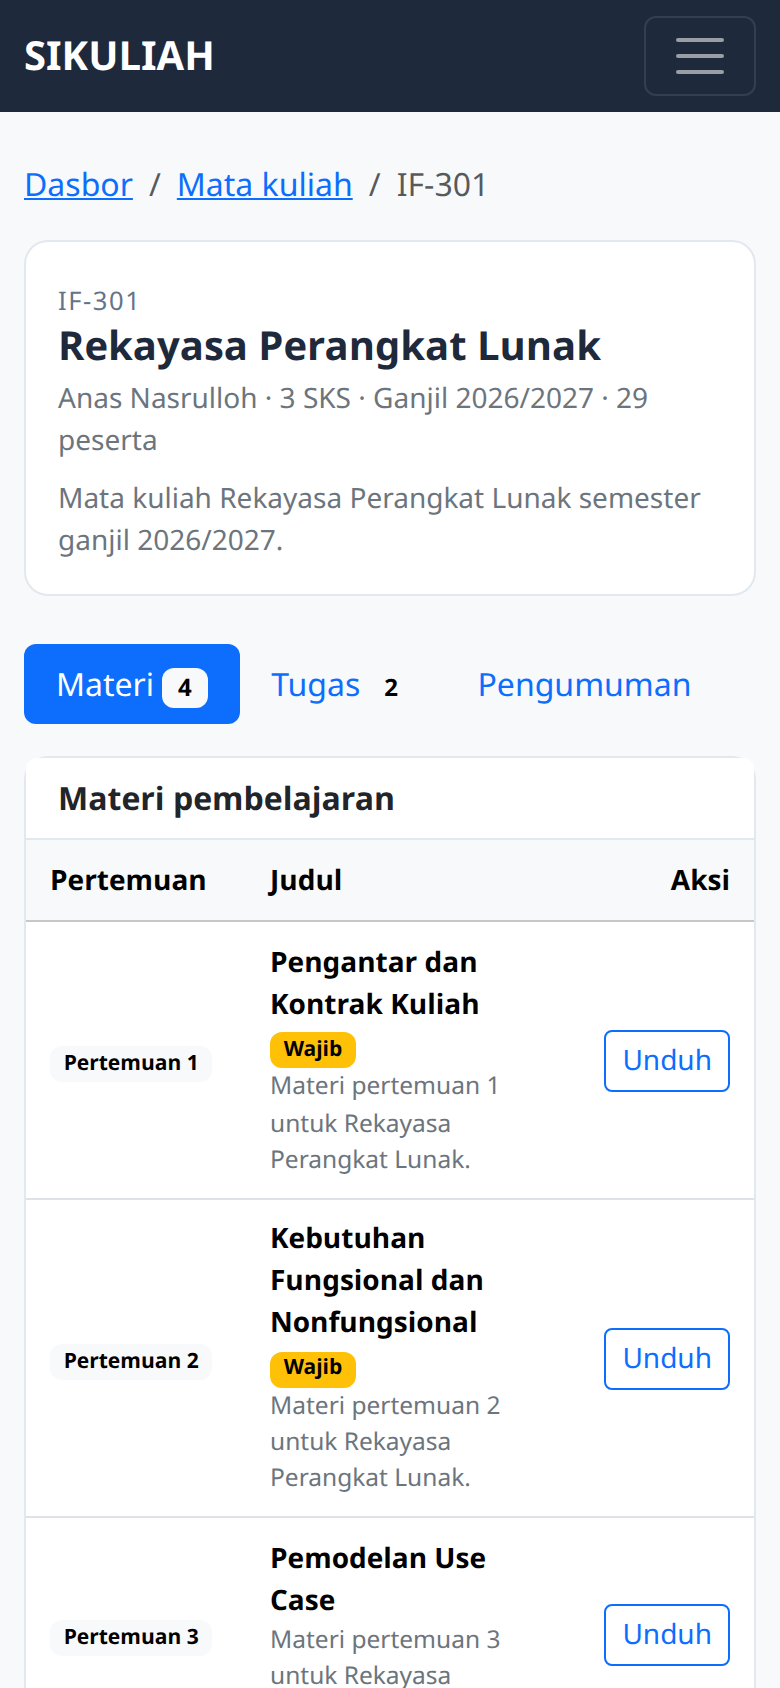 SIKULIAH
Dasbor / Mata kuliah / IF-301
IF-301
Rekayasa Perangkat Lunak
Anas Nasrulloh · 3 SKS · Ganjil 2026/2027 · 29
peserta
Mata kuliah Rekayasa Perangkat Lunak semester
ganjil 2026/2027.
Materi 4 Tugas 2 Pengumuman
Materi pembelajaran
Pertemuan Judul Aksi
Pertemuan 1
Pengantar dan
Kontrak Kuliah
Wajib
Materi pertemuan 1
untuk Rekayasa
Perangkat Lunak.
Unduh
Pertemuan 2
Kebutuhan
Fungsional dan
Nonfungsional
Wajib
Materi pertemuan 2
untuk Rekayasa
Perangkat Lunak.
Unduh
Pertemuan 3
Pemodelan Use
Case
Materi pertemuan 3
untuk Rekayasa
Unduh